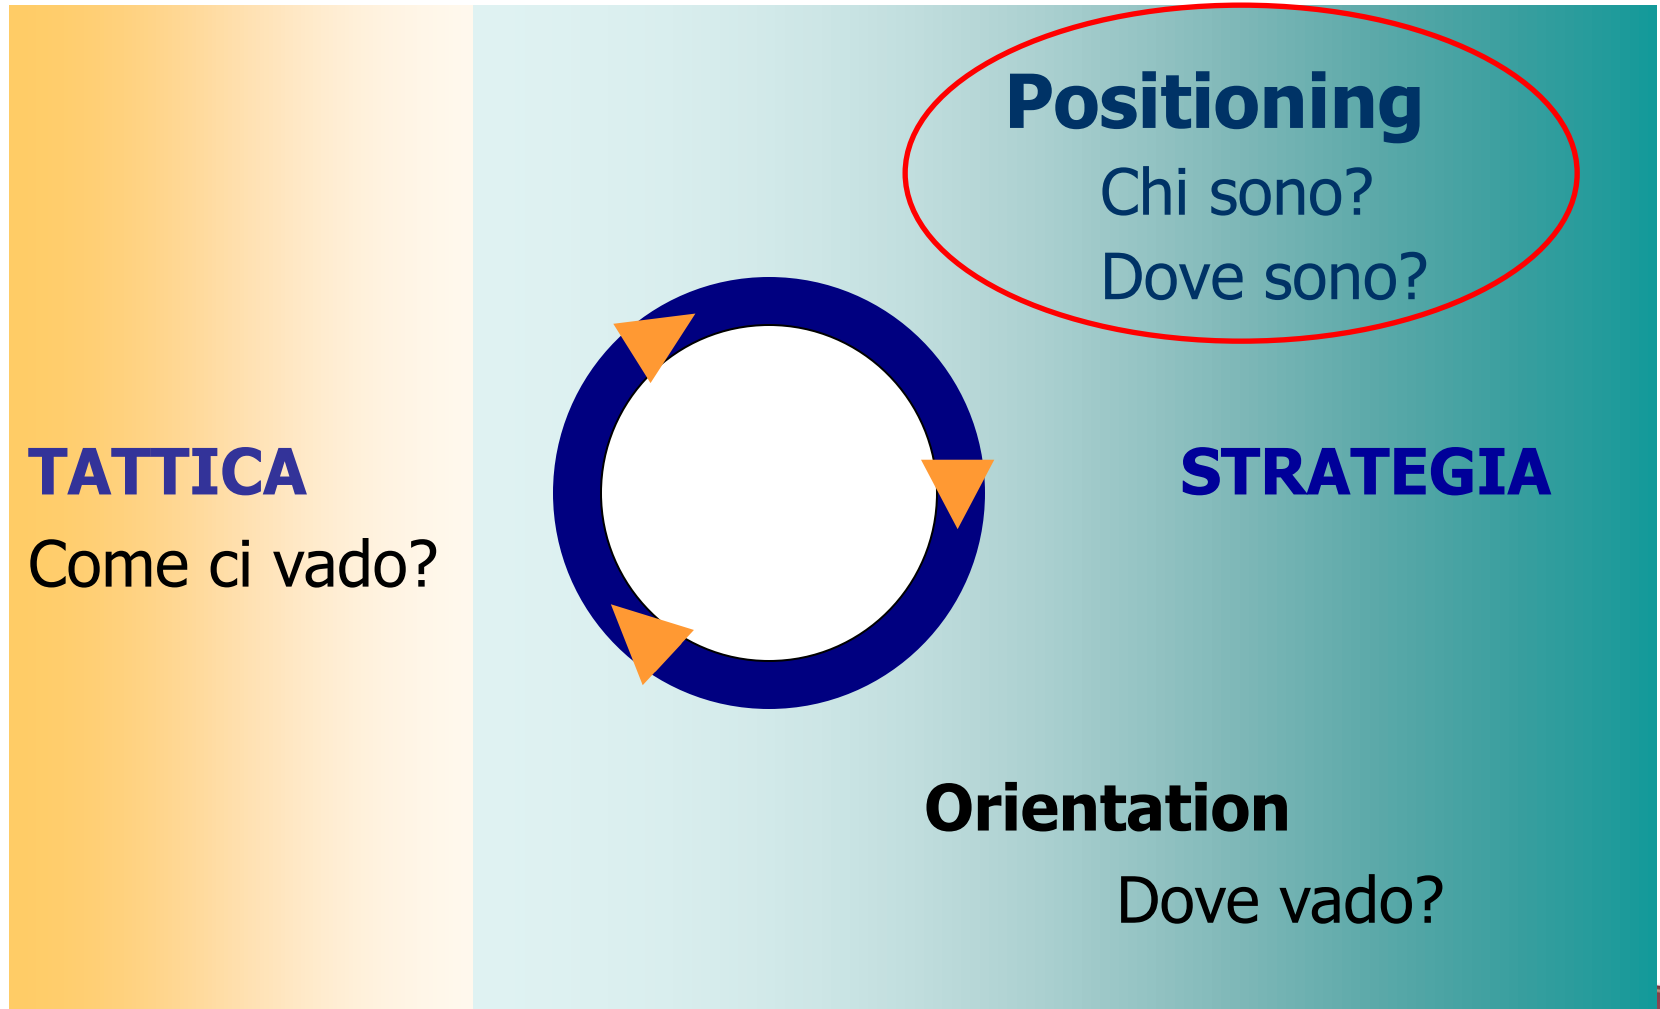 Positioning
Chi sono?
Dove sono?
TATTICA
Come ci vado?
STRATEGIA
Orientation
Dove vado?